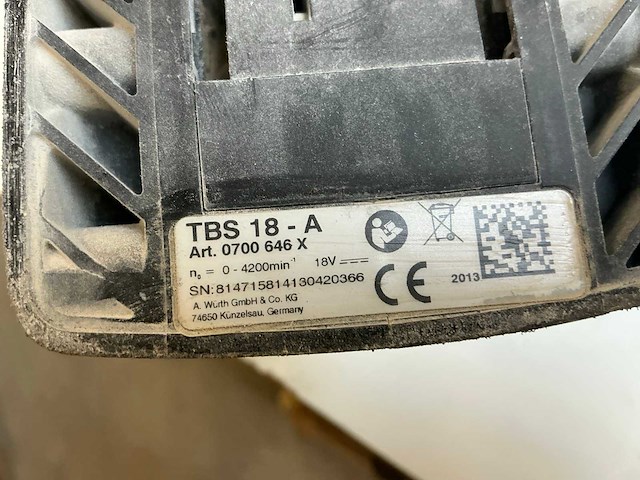 TBS 18 - A
Art. 0700 646 X
n₀ = 0 - 4200min⁻¹ 18V ⎓
SN:814715814130420366
A. Würth GmbH & Co. KG
74650 Künzelsau, Germany
CE
2013